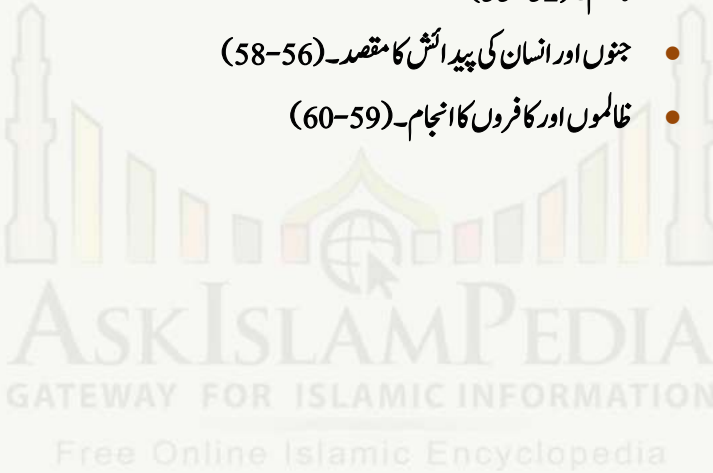 جنوں اور انسان کی پیدائش کا مقصد۔(56-58)
ظالموں اور کافروں کا انجام۔(59-60)
ASKISLAMPEDIA
GATEWAY FOR ISLAMIC INFORMATION
Free Online Islamic Encyclopedia